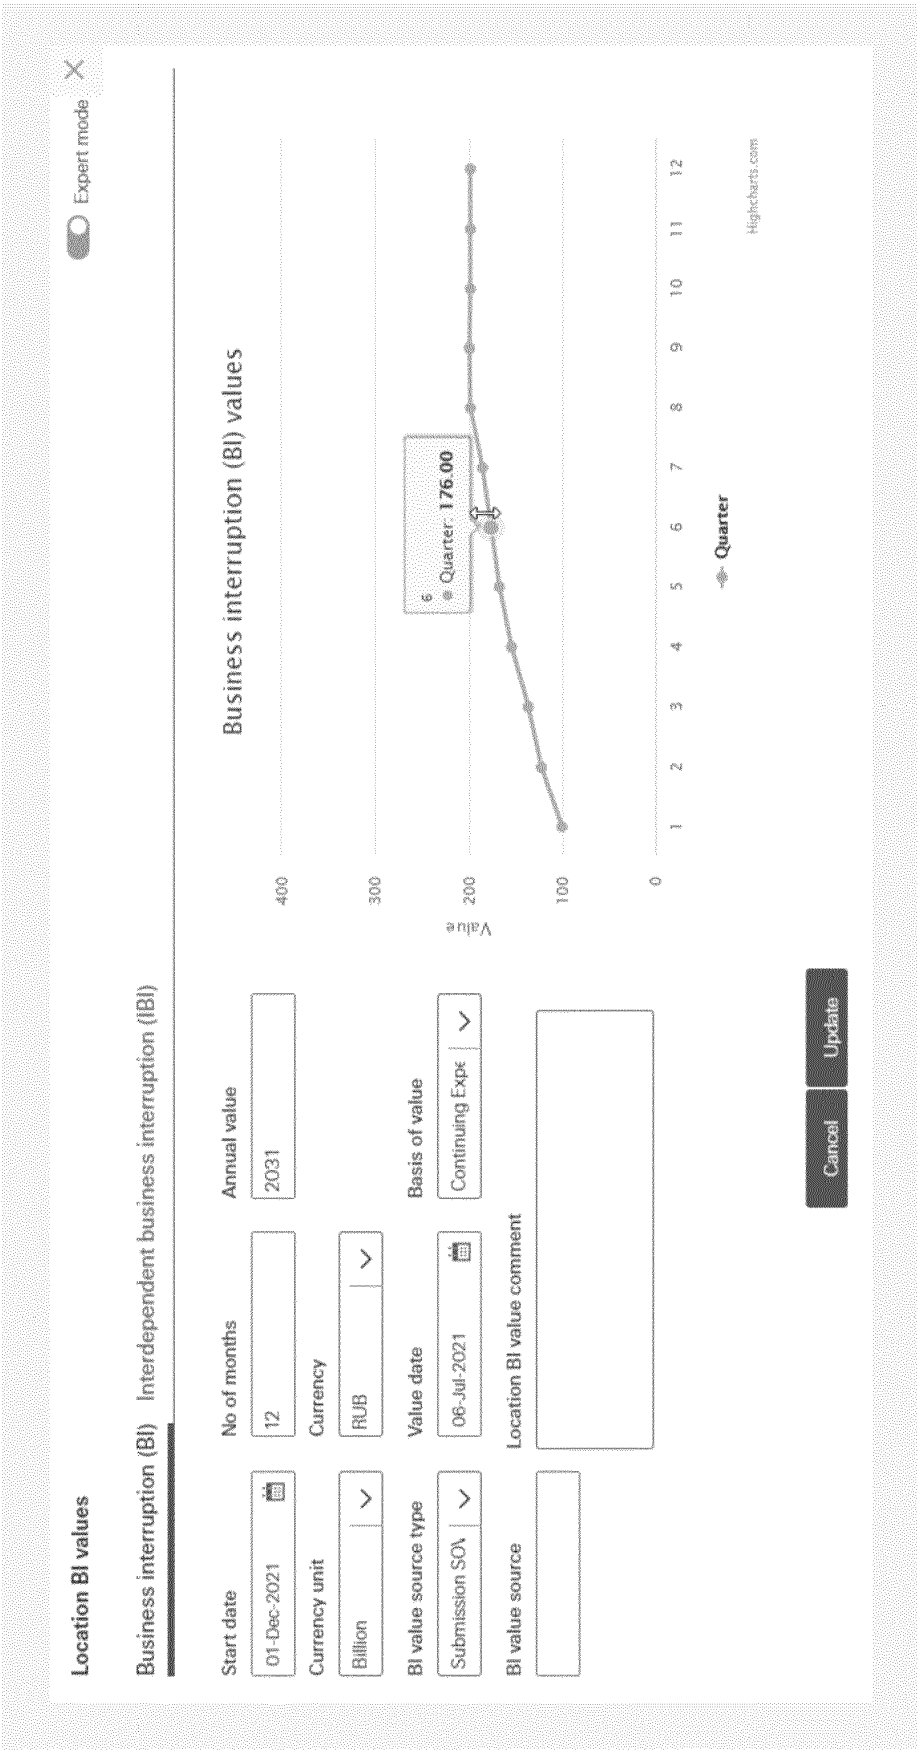 Location BI values
Expert mode
Business interruption (BI) Interdependent business interruption (IBI)
Start date
01-Dec-2021
No of months
12
Annual value
2031
Currency unit
Billion
Currency
RUB
BI value source type
Submission SOV
Value date
06-Jul-2021
Basis of value
Continuing Expe
BI value source
Location BI value comment
Business interruption (BI) values
400
300
200
100
0
Value
6
Quarter: 176.00
1 2 3 4 5 6 7 8 9 10 11 12
Quarter
Highcharts.com
Cancel
Update